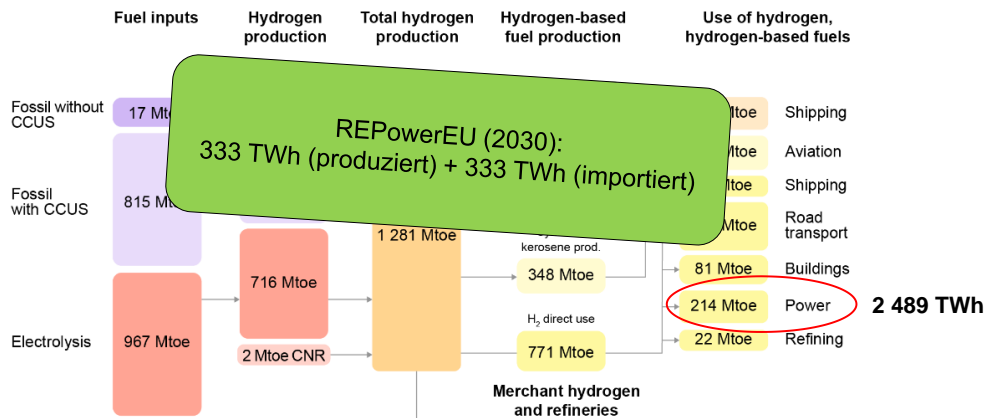 Fuel inputs
Hydrogen
production
Total hydrogen
production
Hydrogen-based
fuel production
Use of hydrogen,
hydrogen-based fuels
Fossil without
CCUS
17
Mtoe
Shipping
REPowerEU (2030):
333 TWh (produziert) + 333 TWh (importiert)
Mtoe
Aviation
Fossil
with CCUS
815
Mtoe
Shipping
Mtoe
Road
transport
1 281 Mtoe
kerosene prod.
716 Mtoe
348 Mtoe
81 Mtoe
Buildings
214 Mtoe
Power
2 489 TWh
Electrolysis
967 Mtoe
2 Mtoe CNR
H₂ direct use
771 Mtoe
22 Mtoe
Refining
Merchant hydrogen
and refineries